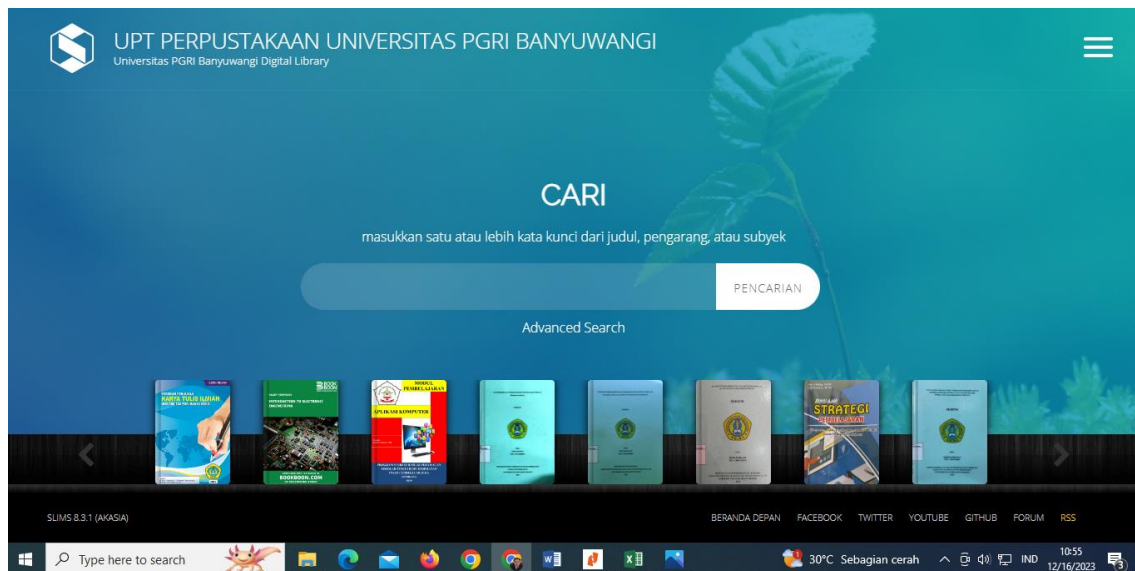 UPT PERPUSTAKAAN UNIVERSITAS PGRI BANYUWANGI
Universitas PGRI Banyuwangi Digital Library
CARI
masukkan satu atau lebih kata kunci dari judul, pengarang, atau subyek
PENCARIAN
Advanced Search
KARYA TULIS ILMIAH
INTRODUCTION TO ELECTRONIC
BOOKBOON.COM
MODUL
PEMBELAJARAN
APLIKASI KOMPUTER
STRATEGI
SLIMS 8.3.1 (AKASIA)
BERANDA DEPAN FACEBOOK TWITTER YOUTUBE GITHUB FORUM RSS
Type here to search
30°C Sebagian cerah
IND
10:55
12/16/2023
3